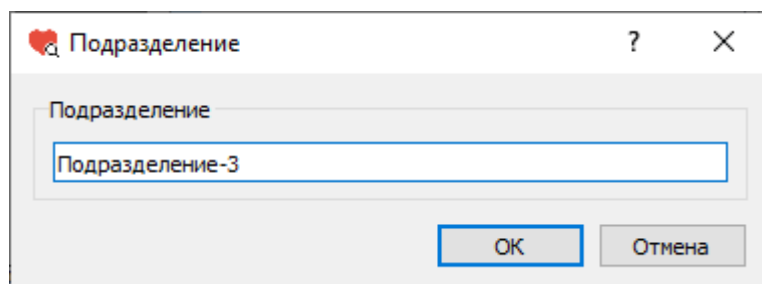 Подразделение ?
Подразделение
Подразделение-3
OK Отмена